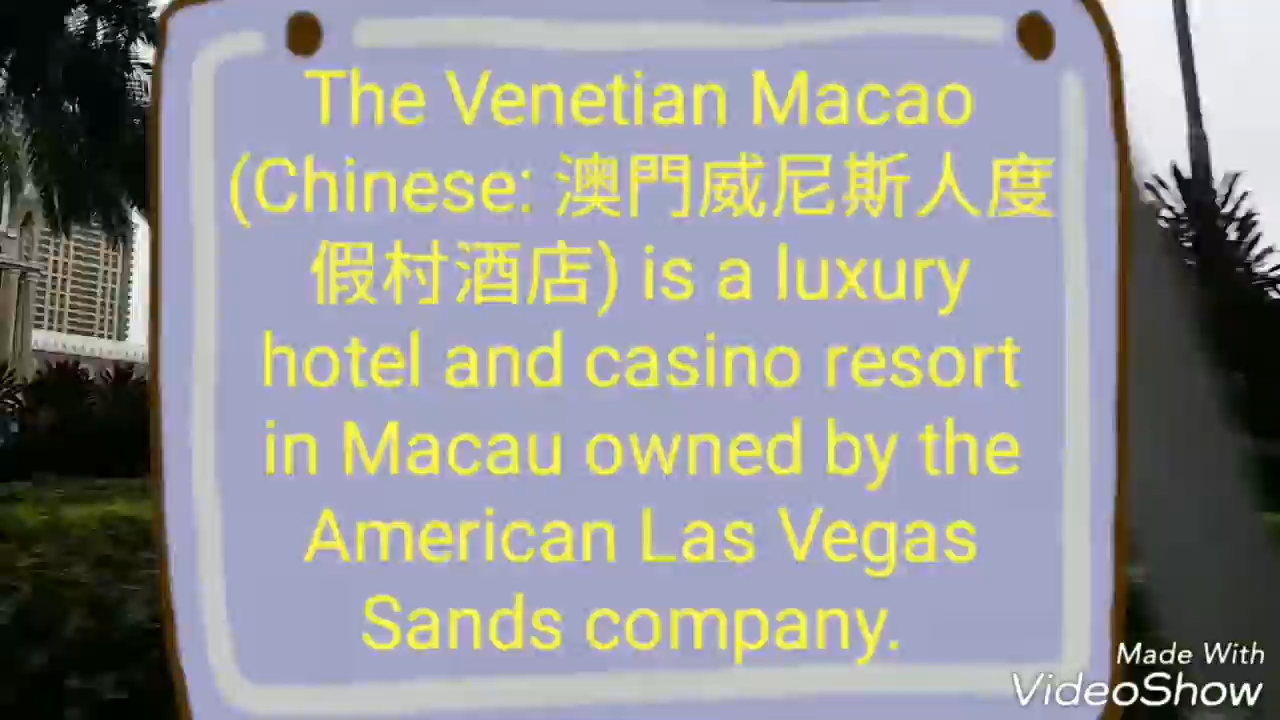 The Venetian Macao
(Chinese: 澳門威尼斯人度
假村酒店) is a luxury
hotel and casino resort
in Macau owned by the
American Las Vegas
Sands company.
Made With
VideoShow